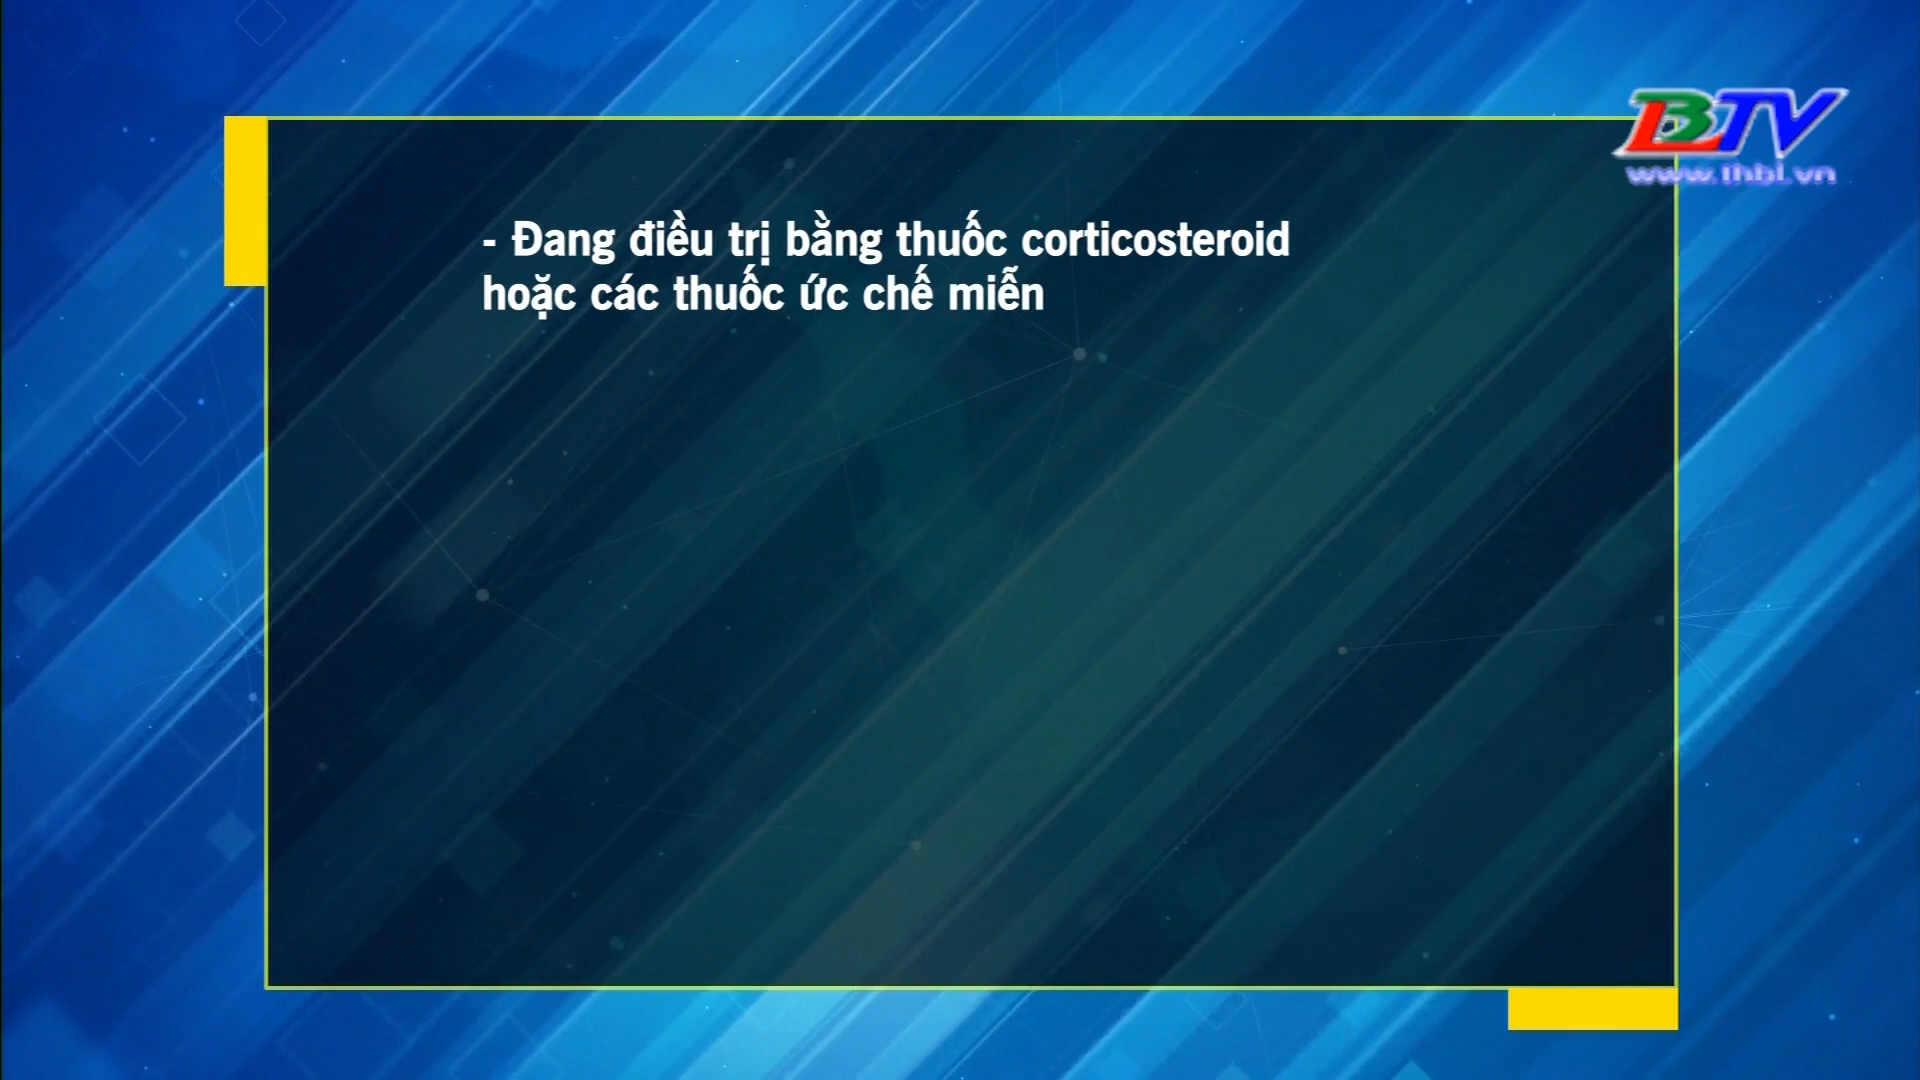 BTV
www.thbl.vn
- Đang điều trị bằng thuốc corticosteroid
hoặc các thuốc ức chế miễn